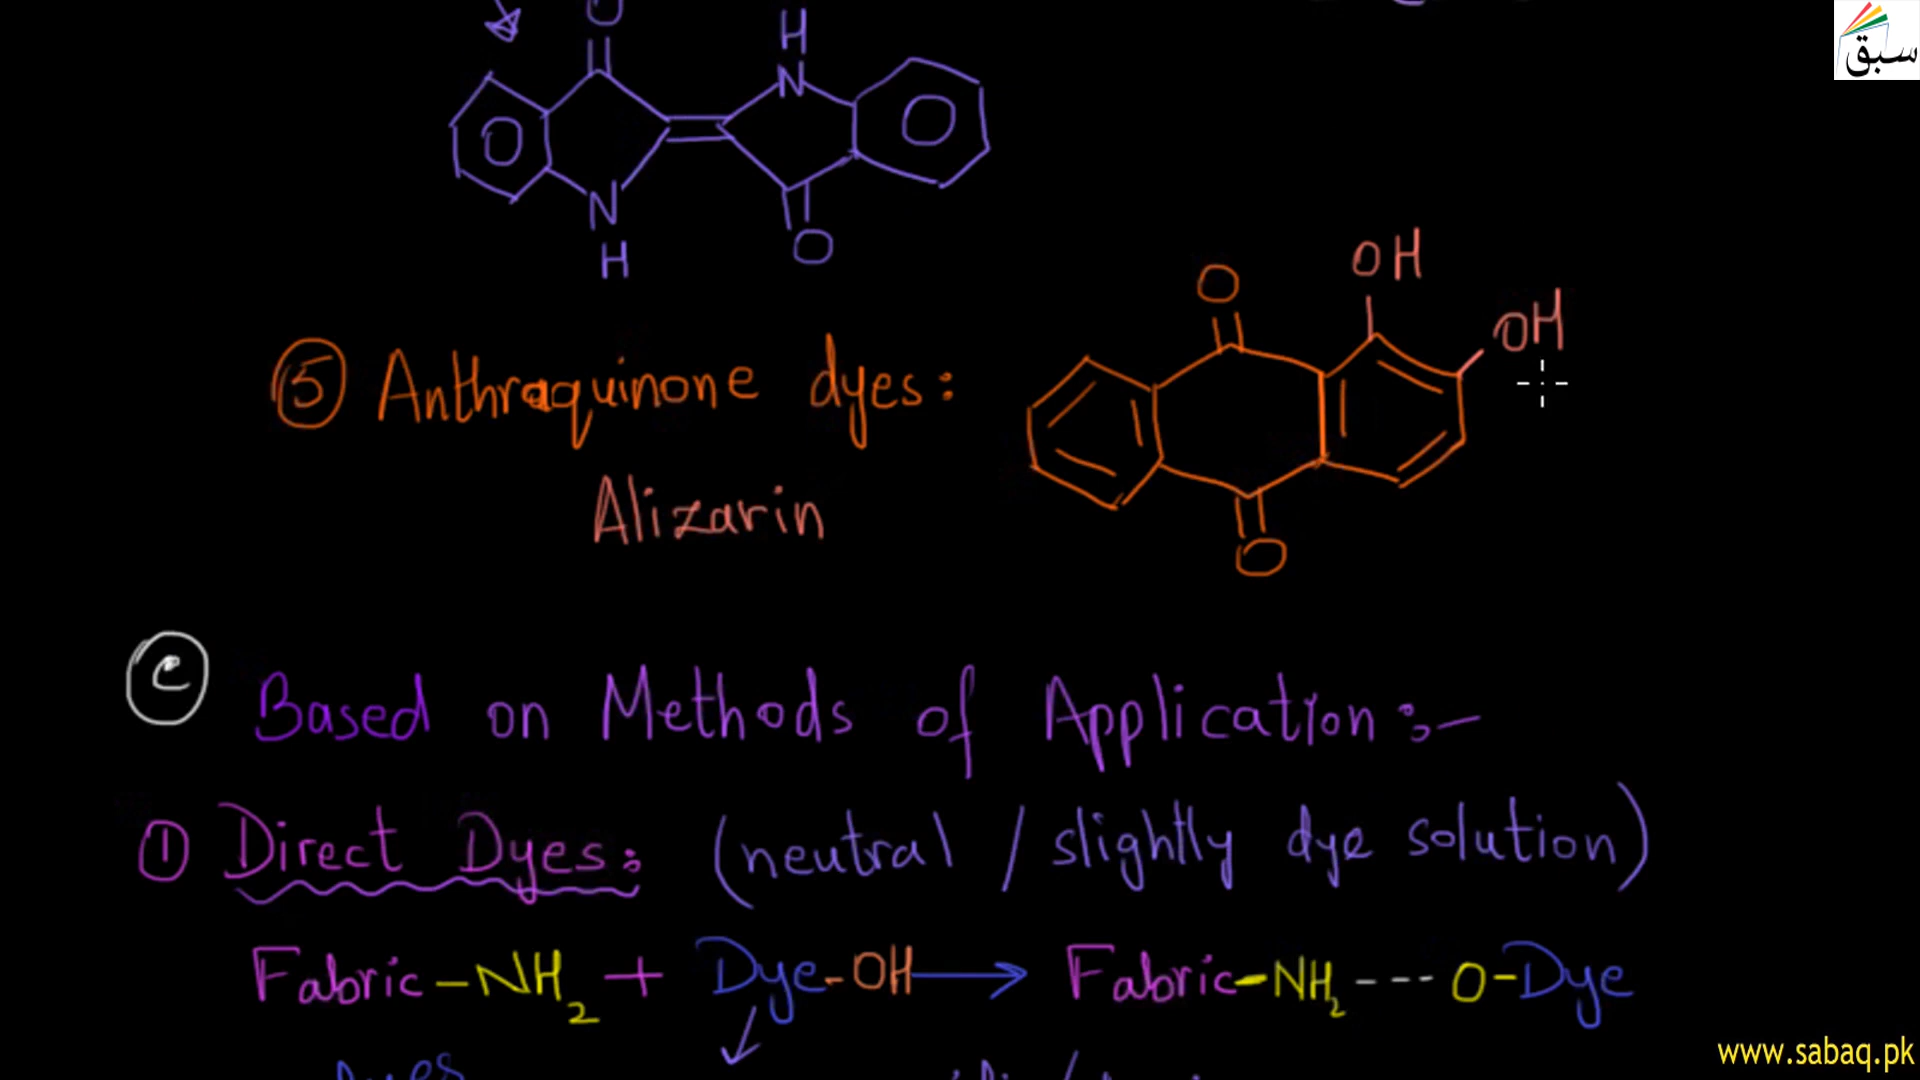 سبق
O
H
N
O
O
N
H
O
OH
O
OH
⑤ Anthraquinone dyes:
Alizarin
O
Ⓒ Based on Methods of Application :-
① Direct Dyes: (neutral / slightly dye solution)
Fabric-NH₂ + Dye-OH → Fabric-NH₂ --- O-Dye
Dyes
www.sabaq.pk